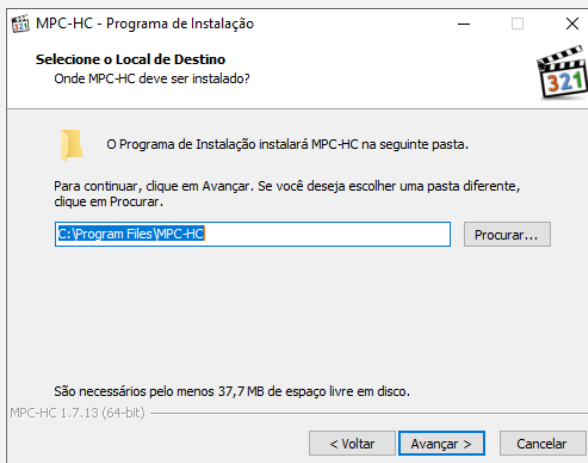 MPC-HC - Programa de Instalação
Selecione o Local de Destino
Onde MPC-HC deve ser instalado?
321
O Programa de Instalação instalará MPC-HC na seguinte pasta.
Para continuar, clique em Avançar. Se você deseja escolher uma pasta diferente,
clique em Procurar.
C:\Program Files\MPC-HC
Procurar...
São necessários pelo menos 37,7 MB de espaço livre em disco.
MPC-HC 1.7.13 (64-bit)
< Voltar
Avançar >
Cancelar